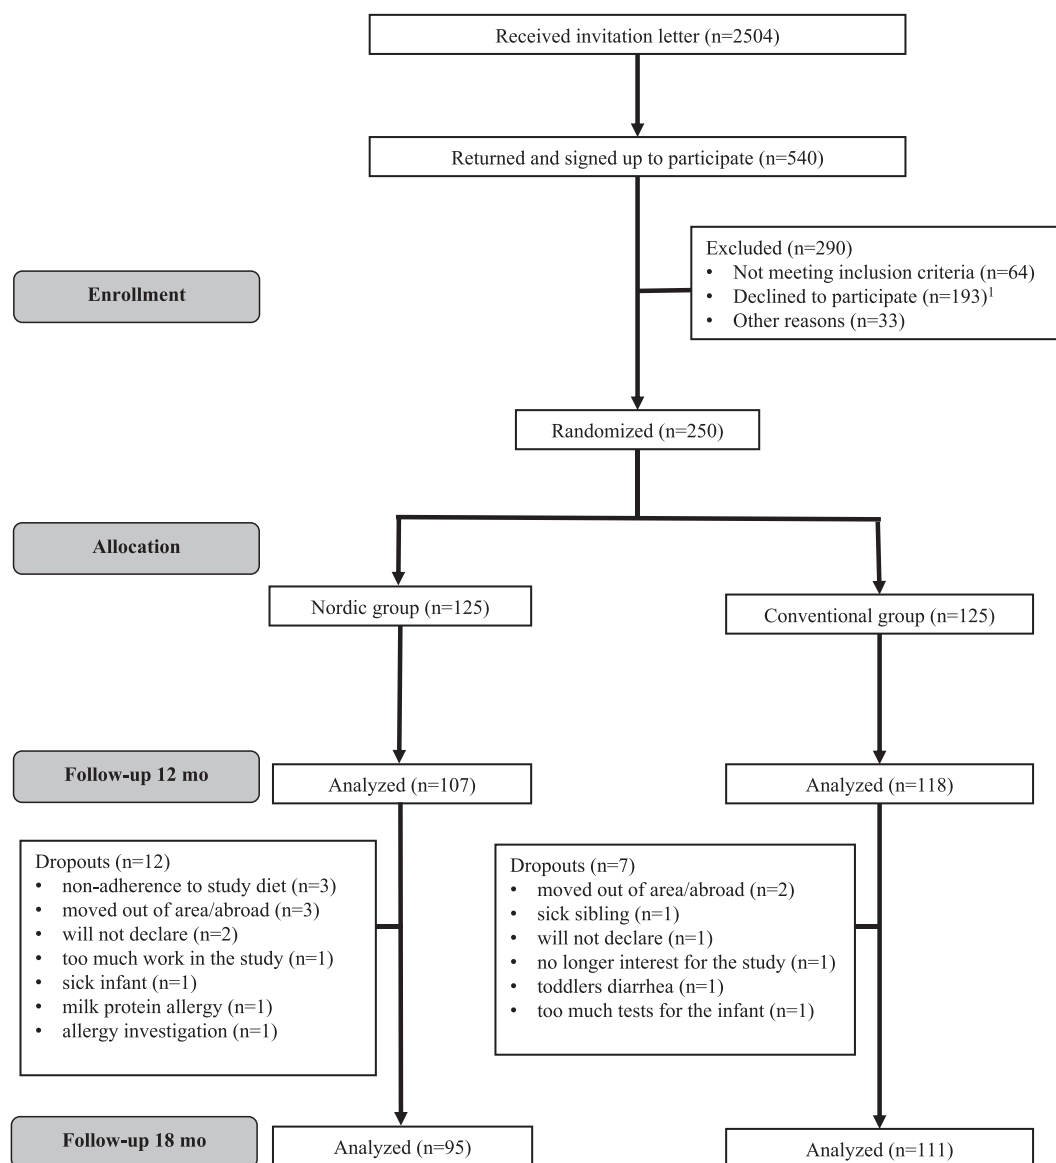 Received invitation letter (n=2504)
Returned and signed up to participate (n=540)
Excluded (n=290)
• Not meeting inclusion criteria (n=64)
• Declined to participate (n=193)¹
• Other reasons (n=33)
Enrollment
Randomized (n=250)
Allocation
Nordic group (n=125)
Conventional group (n=125)
Follow-up 12 mo
Analyzed (n=107)
Analyzed (n=118)
Dropouts (n=12)
• non-adherence to study diet (n=3)
• moved out of area/abroad (n=3)
• will not declare (n=2)
• too much work in the study (n=1)
• sick infant (n=1)
• milk protein allergy (n=1)
• allergy investigation (n=1)
Dropouts (n=7)
• moved out of area/abroad (n=2)
• sick sibling (n=1)
• will not declare (n=1)
• no longer interest for the study (n=1)
• toddlers diarrhea (n=1)
• too much tests for the infant (n=1)
Follow-up 18 mo
Analyzed (n=95)
Analyzed (n=111)